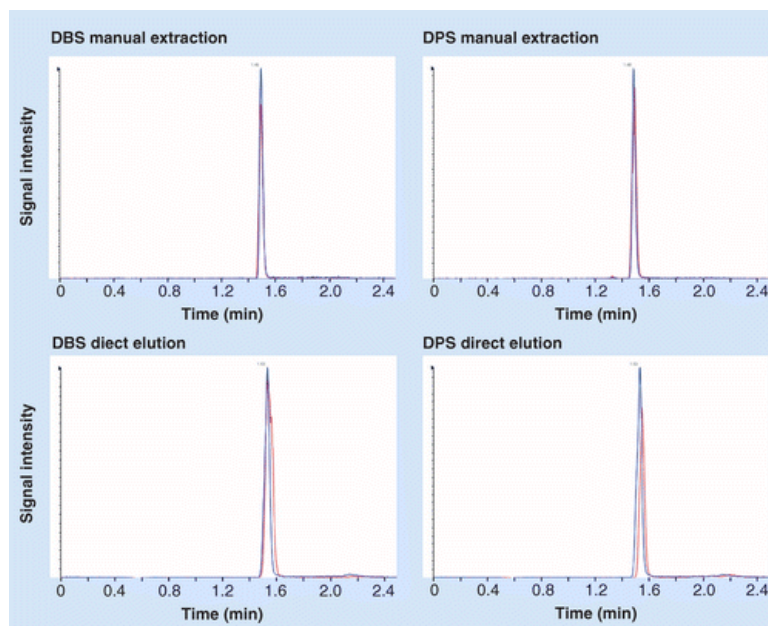 DBS manual extraction
DPS manual extraction
Signal intensity
0 0.4 0.8 1.2 1.6 2.0 2.4
Time (min)
0 0.4 0.8 1.2 1.6 2.0 2.4
Time (min)
DBS diect elution
DPS direct elution
Signal intensity
0 0.4 0.8 1.2 1.6 2.0 2.4
Time (min)
0 0.4 0.8 1.2 1.6 2.0 2.4
Time (min)